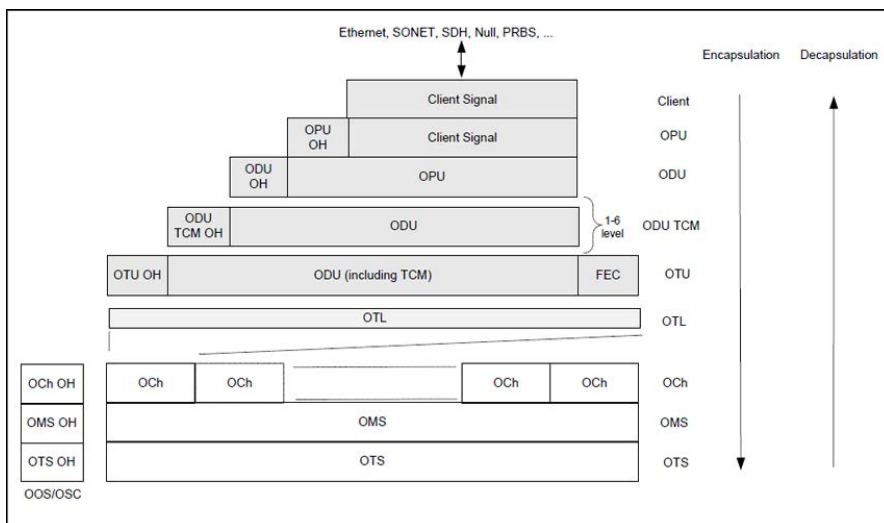 Ethernet, SONET, SDH, Null, PRBS, ...
Encapsulation Decapsulation
Client Signal Client
OPU OH Client Signal OPU
ODU OH OPU ODU
ODU TCM OH ODU 1-6 level ODU TCM
OTU OH ODU (including TCM) FEC OTU
OTL OTL
OCh OH OCh OCh OCh OCh OCh
OMS OH OMS OMS
OTS OH OTS OTS
OOS/OSC